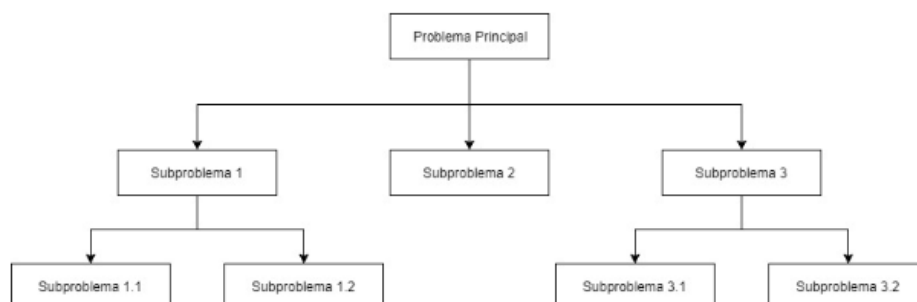 Problema Principal
Subproblema 1
Subproblema 2
Subproblema 3
Subproblema 1.1
Subproblema 1.2
Subproblema 3.1
Subproblema 3.2